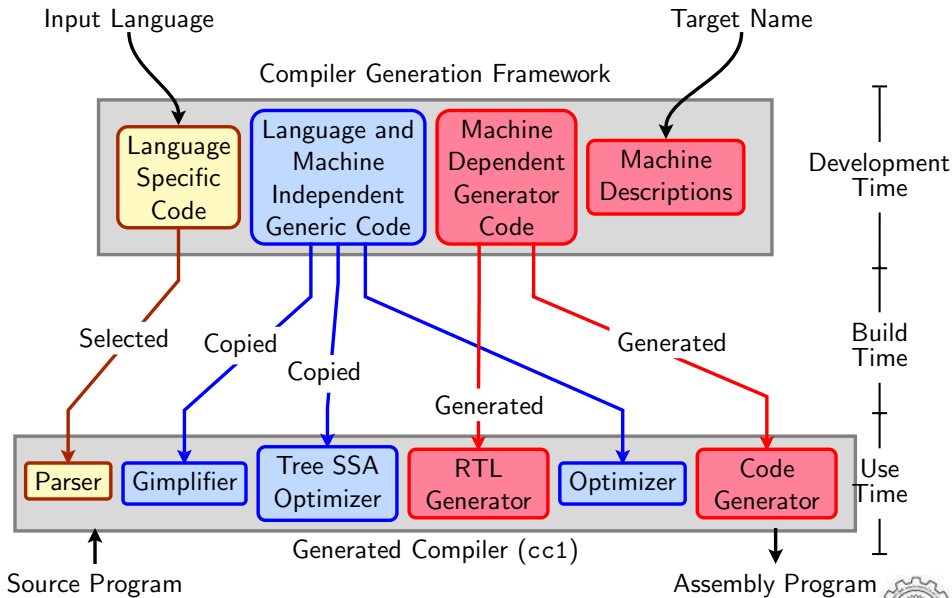 Input Language
Target Name
Compiler Generation Framework
Language
Specific
Code
Language and
Machine
Independent
Generic Code
Machine
Dependent
Generator
Code
Machine
Descriptions
Development
Time
Selected
Copied
Copied
Generated
Generated
Build
Time
Parser
Gimplifier
Tree SSA
Optimizer
RTL
Generator
Optimizer
Code
Generator
Use
Time
Generated Compiler (cc1)
Source Program
Assembly Program